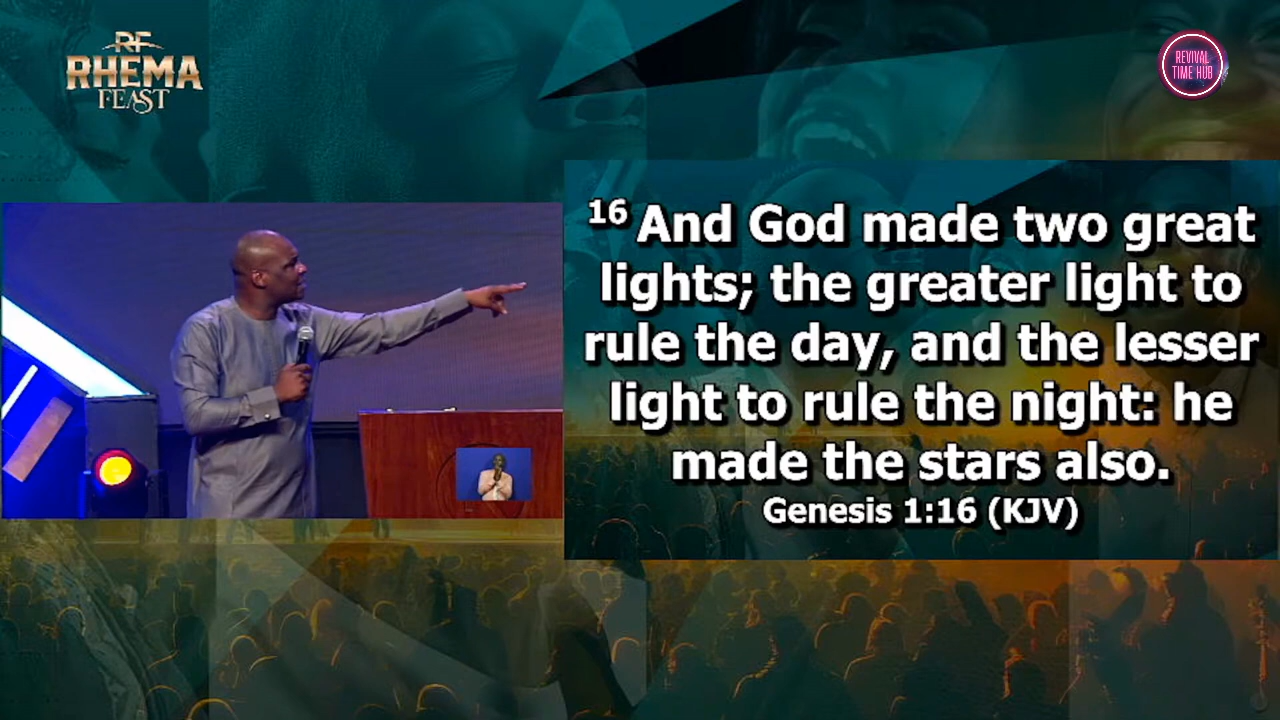 RF
RHEMA
FEAST
REVIVAL
TIME HUB
16 And God made two great
lights; the greater light to
rule the day, and the lesser
light to rule the night: he
made the stars also.
Genesis 1:16 (KJV)